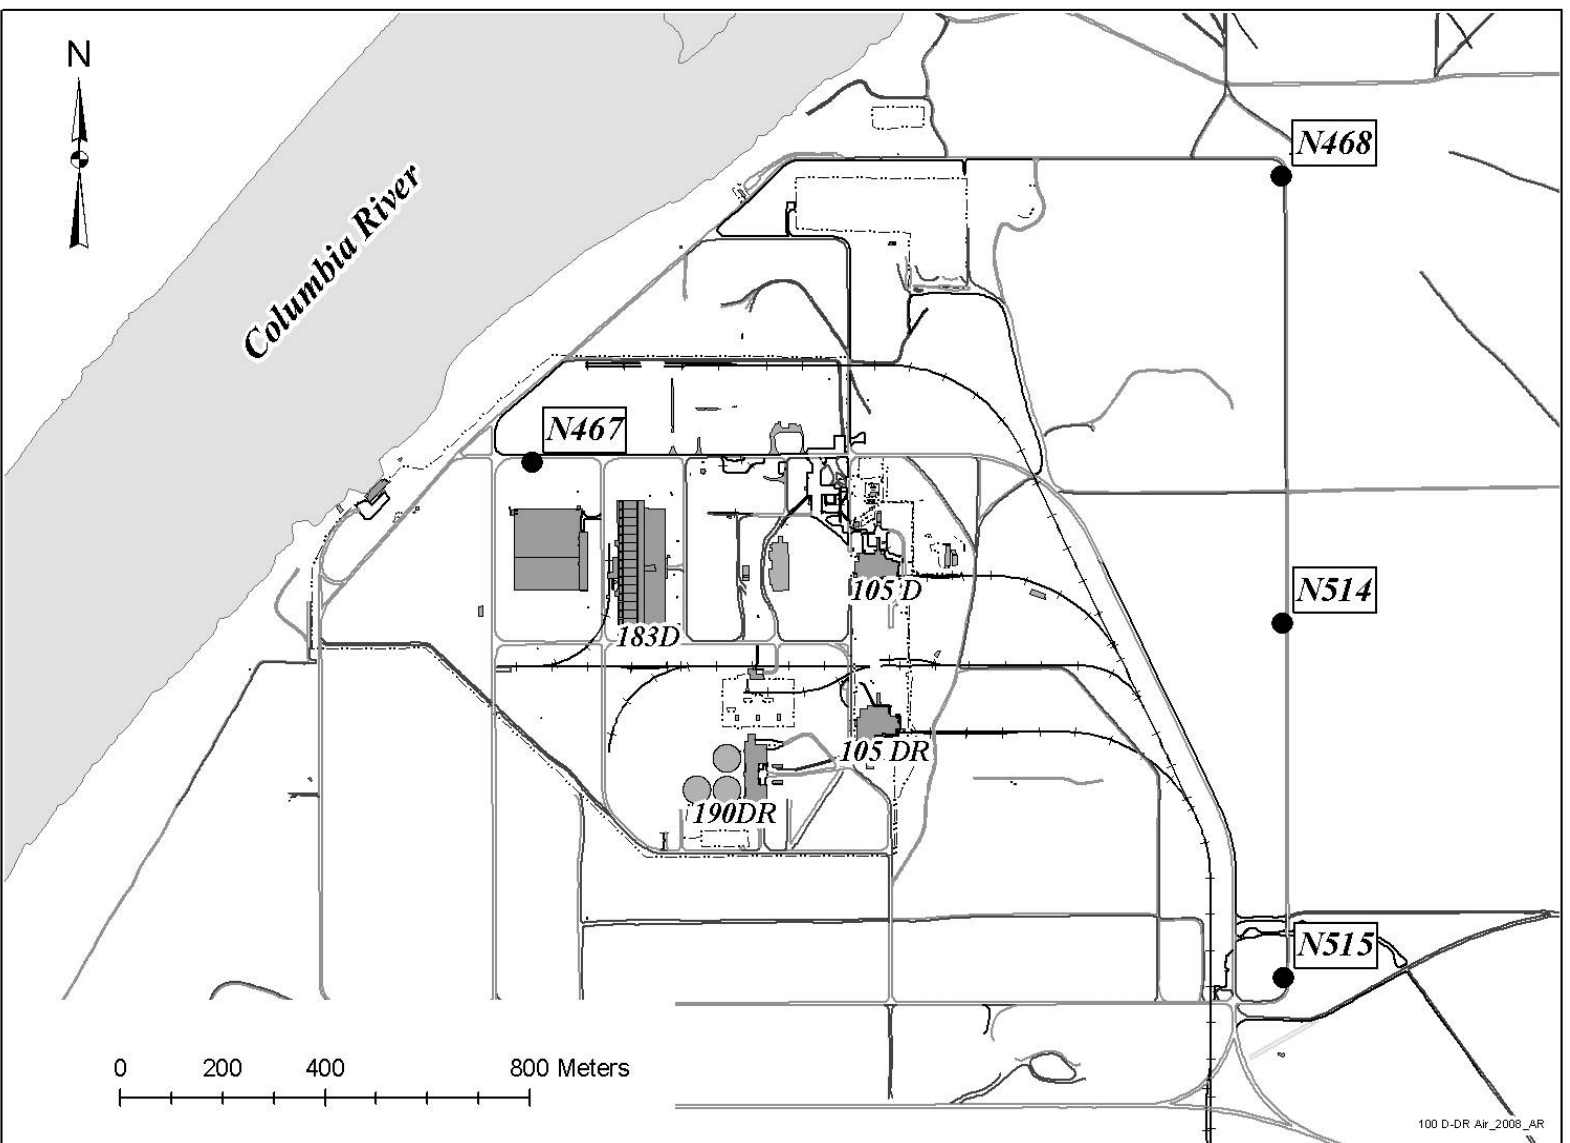 N
N468
Columbia River
N467
N514
105 D
183D
105 DR
190DR
N515
0 200 400 800 Meters
100 D-DR Air_2008_AR